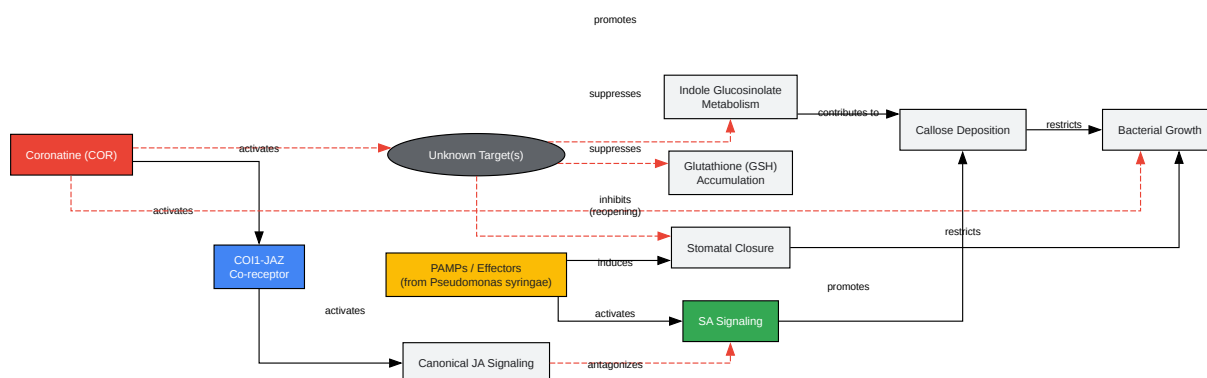 promotes
suppresses
Indole Glucosinolate
Metabolism
contributes to
Callose Deposition
restricts
Bacterial Growth
Coronatine (COR)
activates
Unknown Target(s)
suppresses
Glutathione (GSH)
Accumulation
activates
inhibits
(reopening)
COI1-JAZ
Co-receptor
PAMPs / Effectors
(from Pseudomonas syringae)
induces
Stomatal Closure
restricts
promotes
activates
activates
SA Signaling
Canonical JA Signaling
antagonizes